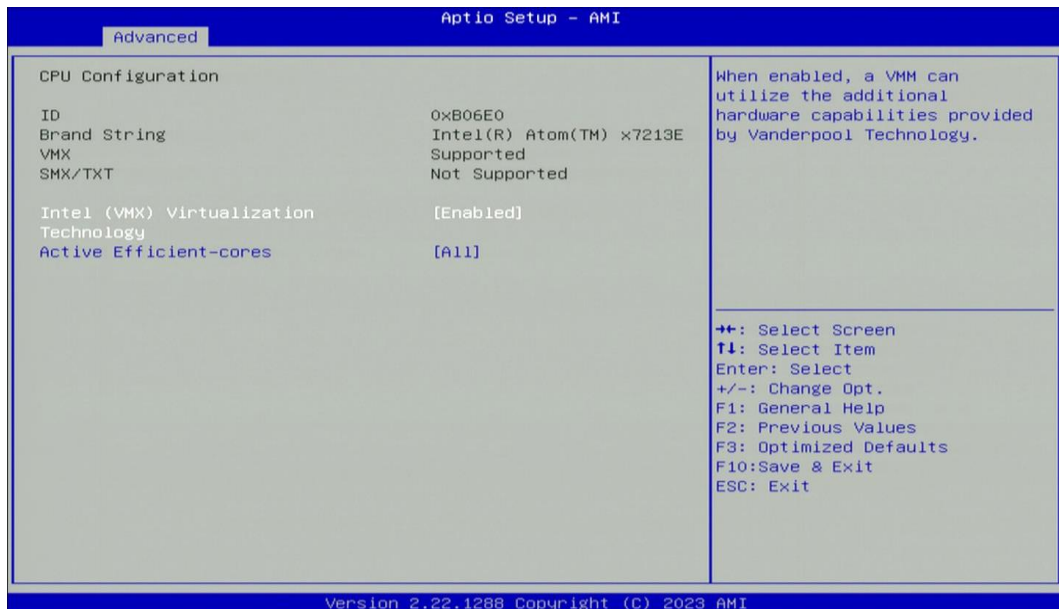 Aptio Setup – AMI
Advanced
CPU Configuration
ID 0xB06E0
Brand String Intel(R) Atom(TM) x7213E
VMX Supported
SMX/TXT Not Supported
Intel (VMX) Virtualization [Enabled]
Technology
Active Efficient-cores [All]
When enabled, a VMM can
utilize the additional
hardware capabilities provided
by Vanderpool Technology.
→←: Select Screen
↑↓: Select Item
Enter: Select
+/-: Change Opt.
F1: General Help
F2: Previous Values
F3: Optimized Defaults
F10:Save & Exit
ESC: Exit
Version 2.22.1288 Copyright (C) 2023 AMI